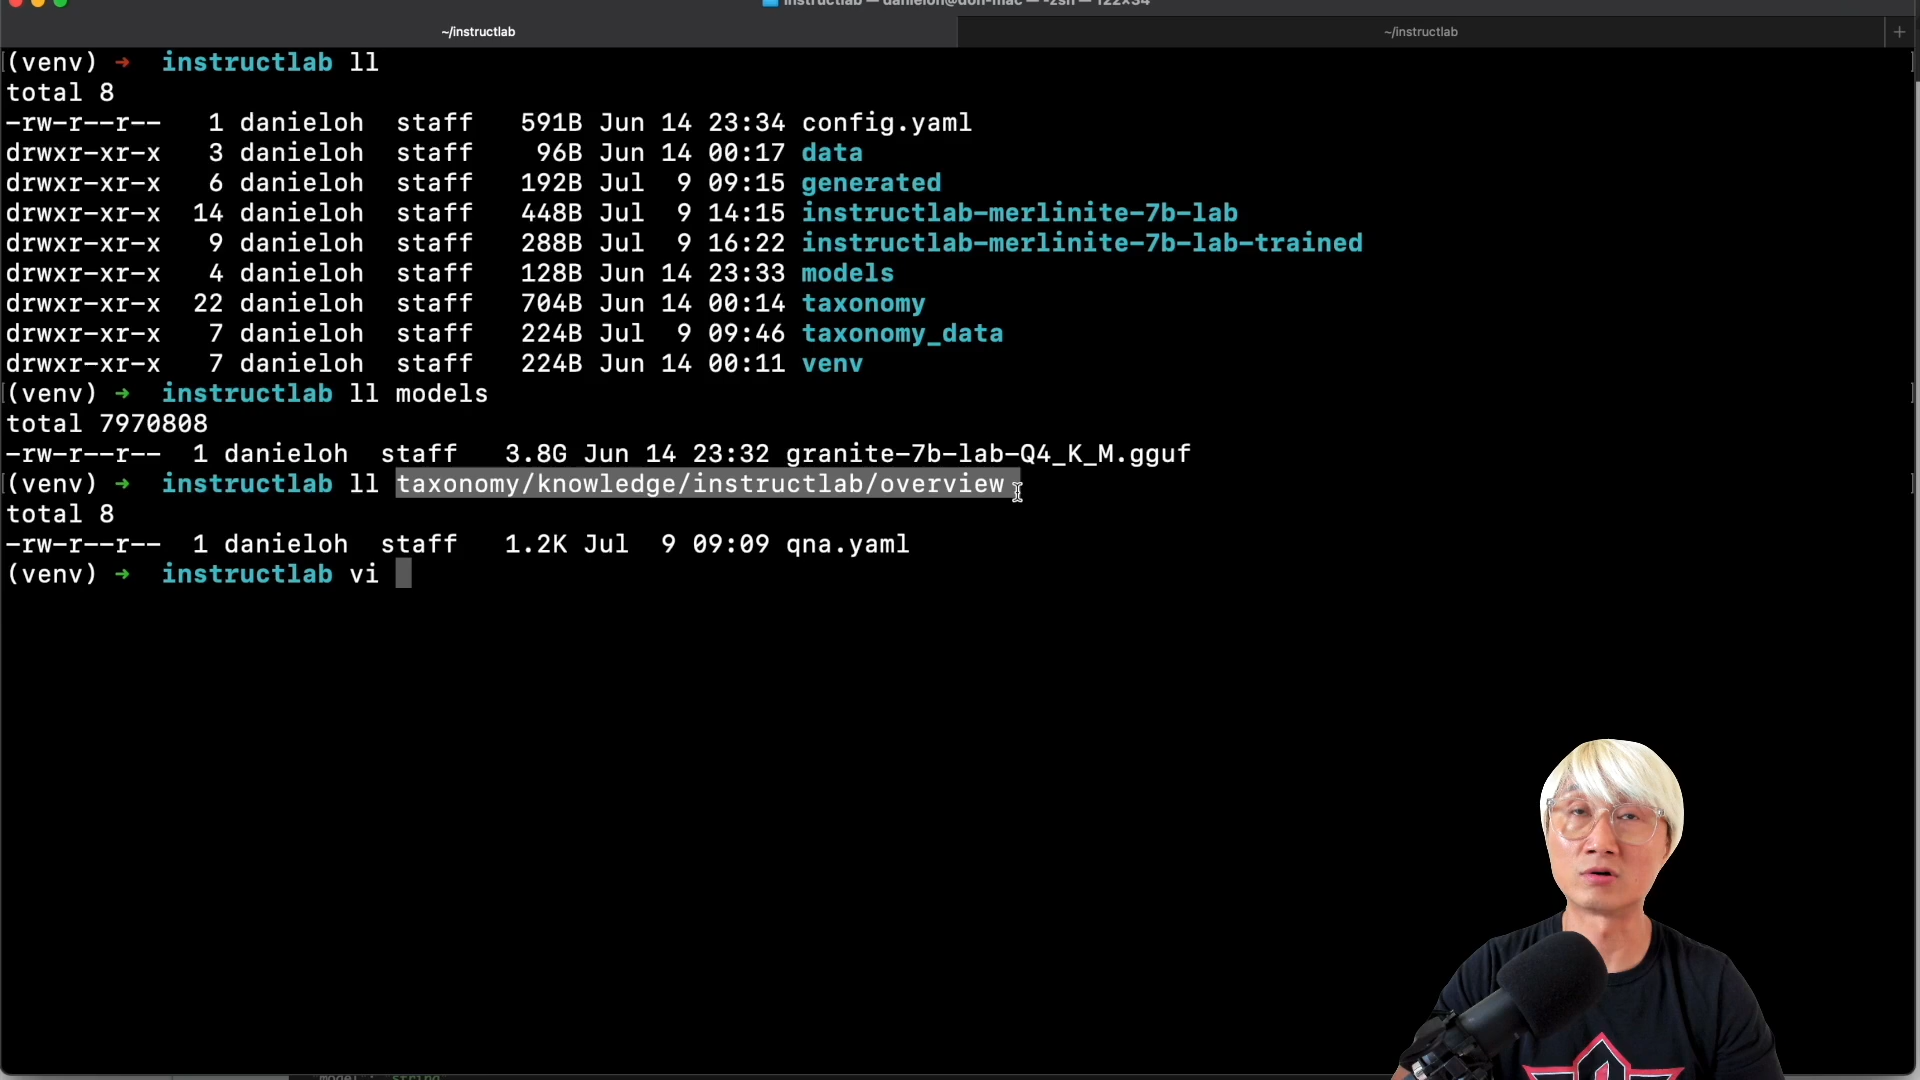 instructlab — danieloh@don-mac — -zsh — 122×34
~/instructlab
~/instructlab
(venv) → instructlab ll
total 8
-rw-r--r-- 1 danieloh staff 591B Jun 14 23:34 config.yaml
drwxr-xr-x 3 danieloh staff 96B Jun 14 00:17 data
drwxr-xr-x 6 danieloh staff 192B Jul 9 09:15 generated
drwxr-xr-x 14 danieloh staff 448B Jul 9 14:15 instructlab-merlinite-7b-lab
drwxr-xr-x 9 danieloh staff 288B Jul 9 16:22 instructlab-merlinite-7b-lab-trained
drwxr-xr-x 4 danieloh staff 128B Jun 14 23:33 models
drwxr-xr-x 22 danieloh staff 704B Jun 14 00:14 taxonomy
drwxr-xr-x 7 danieloh staff 224B Jul 9 09:46 taxonomy_data
drwxr-xr-x 7 danieloh staff 224B Jun 14 00:11 venv
(venv) → instructlab ll models
total 7970808
-rw-r--r-- 1 danieloh staff 3.8G Jun 14 23:32 granite-7b-lab-Q4_K_M.gguf
(venv) → instructlab ll taxonomy/knowledge/instructlab/overview
total 8
-rw-r--r-- 1 danieloh staff 1.2K Jul 9 09:09 qna.yaml
(venv) → instructlab vi